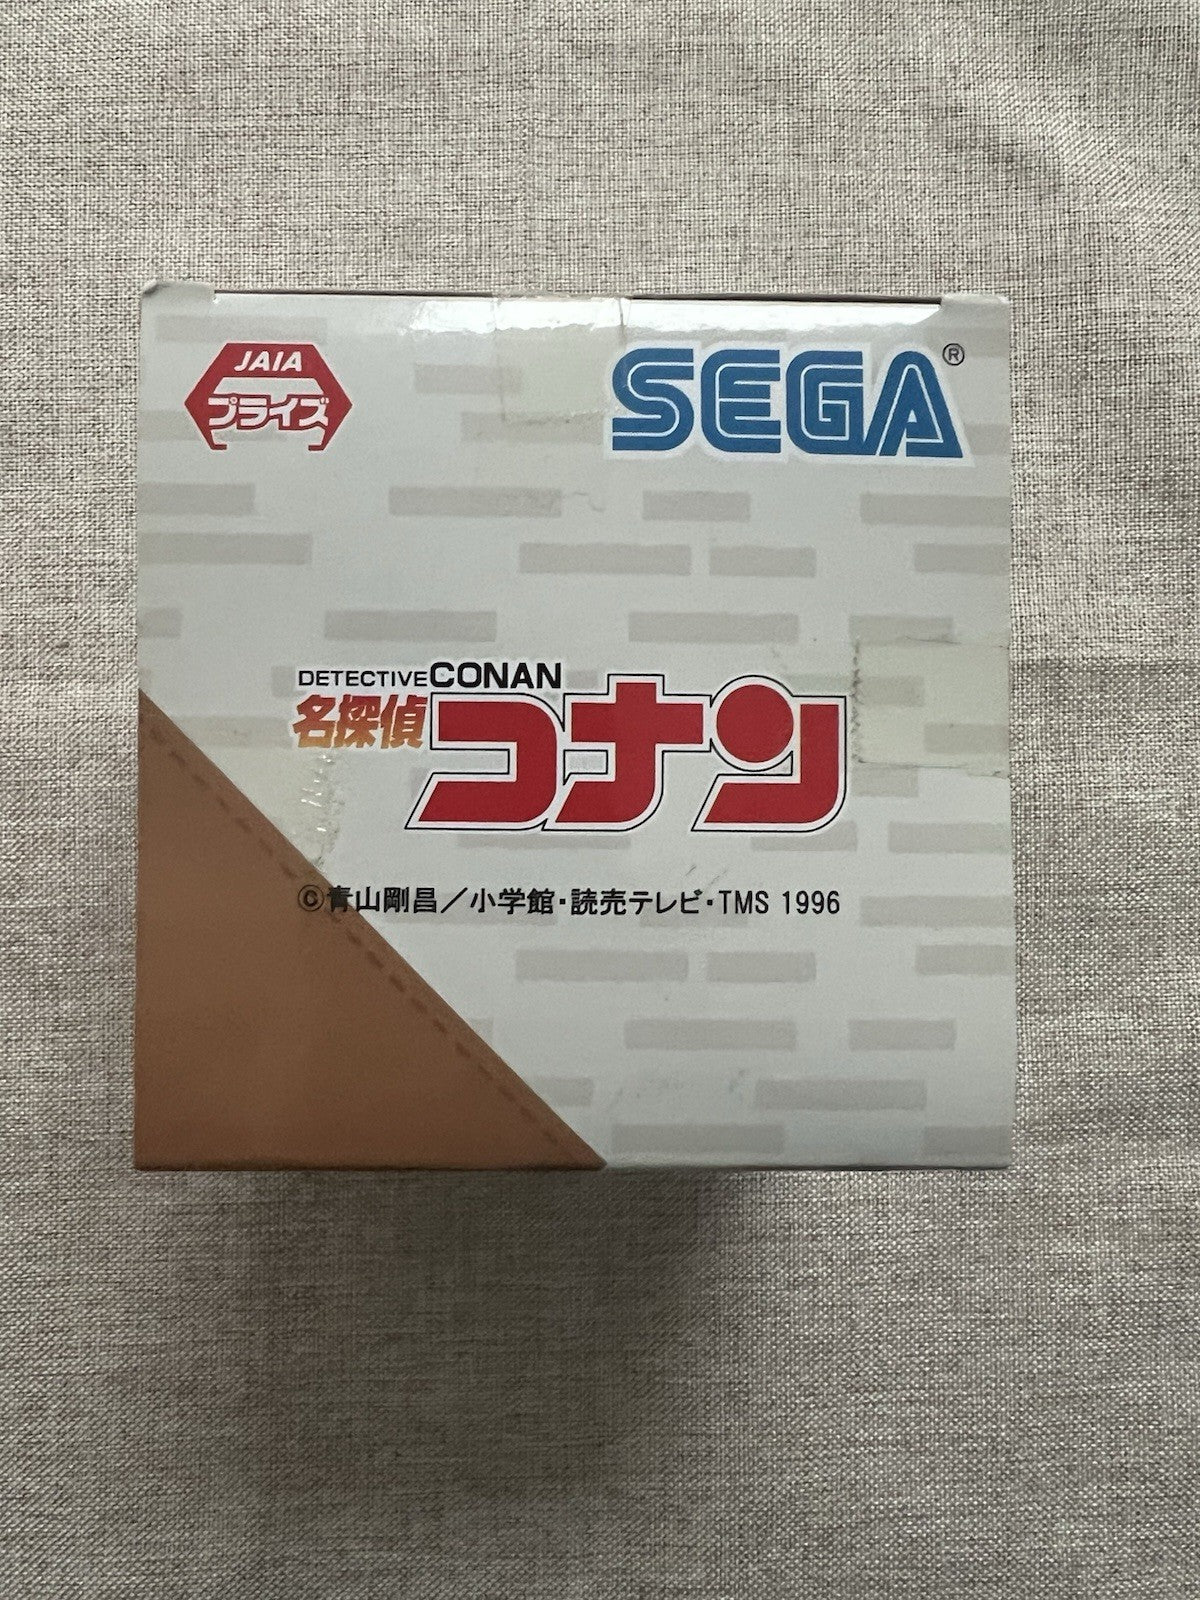 JAIA
プライズ
SEGA®
DETECTIVE CONAN
名探偵コナン
©青山剛昌／小学館・読売テレビ・TMS 1996